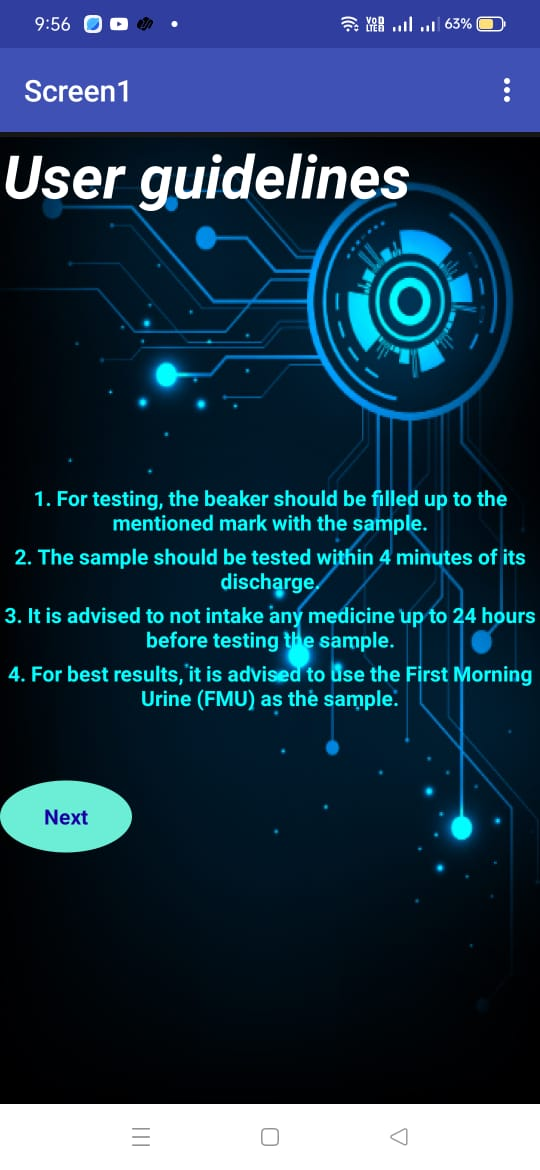 9:56
VoD LTE 63%
Screen1
User guidelines
1. For testing, the beaker should be filled up to the
mentioned mark with the sample.
2. The sample should be tested within 4 minutes of its
discharge.
3. It is advised to not intake any medicine up to 24 hours
before testing the sample.
4. For best results, it is advised to use the First Morning
Urine (FMU) as the sample.
Next